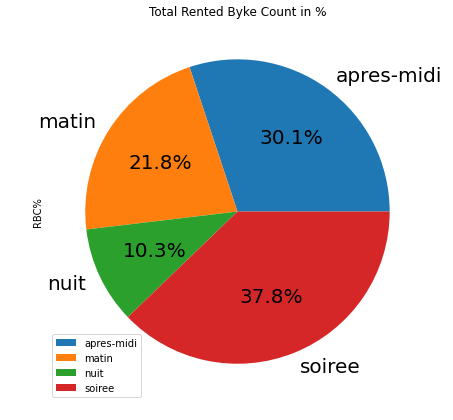 Total Rented Byke Count in %
apres-midi
30.1%
matin
21.8%
RBC%
10.3%
nuit
37.8%
soiree
apres-midi
matin
nuit
soiree